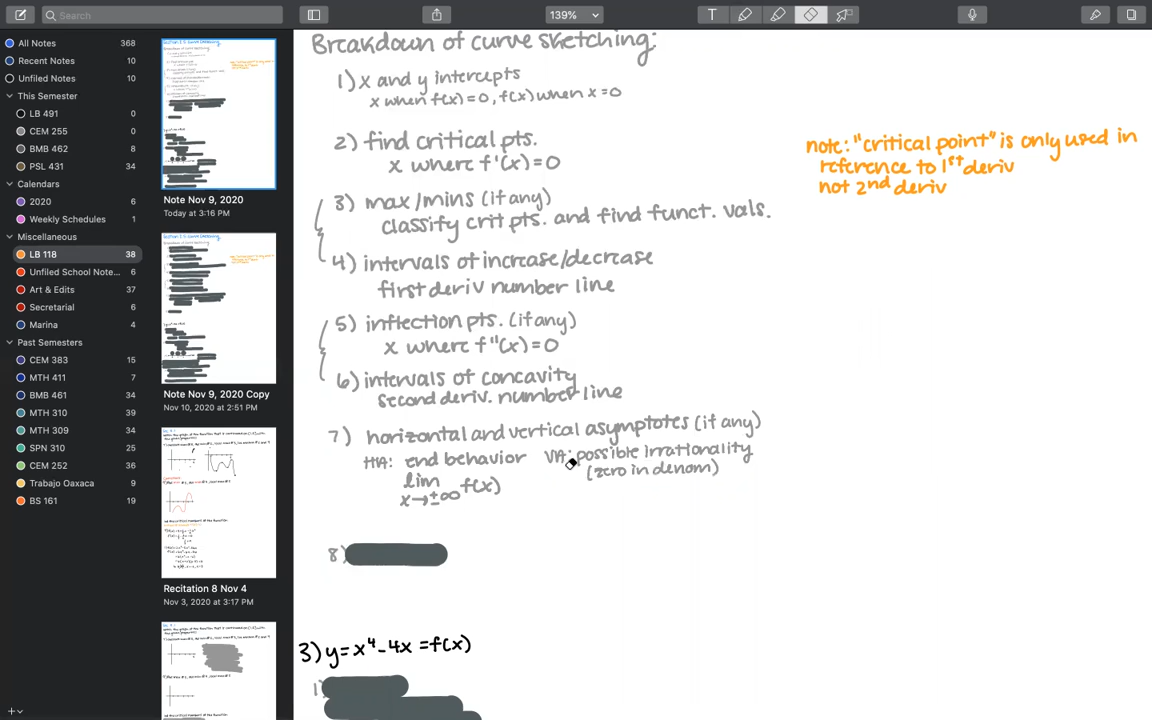 Search
139%
T
All Notes 368
Recent Notes 10
Unfiled Notes 10
This Semester
LB 491 0
CEM 255 0
BMB 462 8
PSL 431 4
Calendars
2020 6
Weekly Schedules 1
Miscellaneous
LB 118 38
Unfiled School Note... 6
Art & Edits 37
Secretarial 6
Marina 4
Past Semesters
CEM 383 15
MTH 411 7
BMB 461 34
MTH 310 39
MTH 309 34
SPN 310 25
CEM 252 36
Trabajo Oaxaca 9
BS 161 19
Note Nov 9, 2020
Today at 3:16 PM
Note Nov 9, 2020 Copy
Nov 10, 2020 at 2:51 PM
Recitation 8 Nov 4
Nov 3, 2020 at 3:17 PM
Breakdown of curve sketching:
1) x and y intercepts
x when f(x)=0, f(x) when x=0
2) find critical pts.
x where f'(x)=0
3) max/mins (if any)
classify crit pts. and find funct. vals.
4) intervals of increase/decrease
first deriv number line
5) inflection pts. (if any)
x where f"(x)=0
6) intervals of concavity
second deriv. number line
7) horizontal and vertical asymptotes (if any)
HA: end behavior VA: possible irrationality
(zero in denom)
lim f(x)
x→±∞
8)
3) y=x⁴-4x =f(x)
1)
note: "critical point" is only used in
reference to 1st deriv
not 2nd deriv